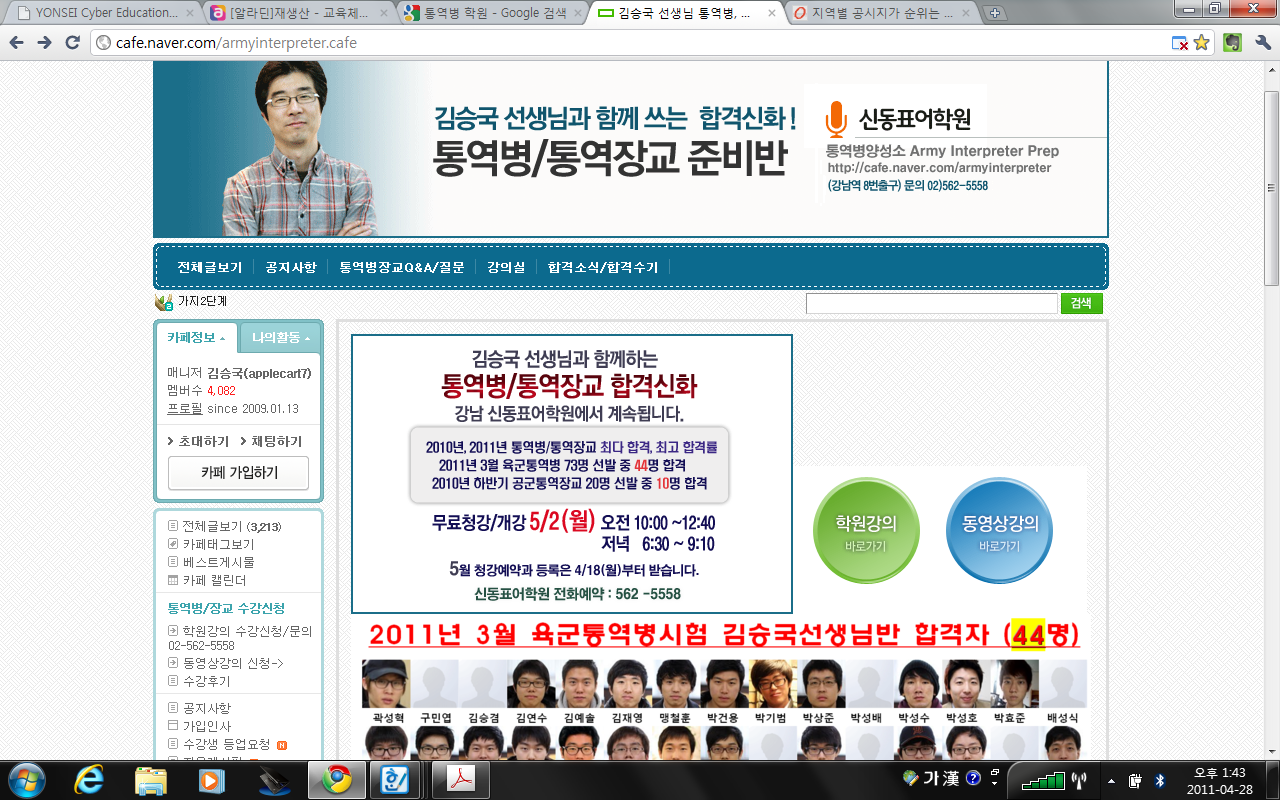 YONSEI Cyber Education...
[알라딘]재생산 - 교육체...
통역병 학원 - Google 검색
김승국 선생님 통역병, ...
지역별 공시지가 순위는 ...
cafe.naver.com/armyinterpreter.cafe
김승국 선생님과 함께 쓰는 합격신화!
통역병/통역장교 준비반
신동표어학원
통역병양성소 Army Interpreter Prep
http://cafe.naver.com/armyinterpreter
(강남역 8번출구) 문의 02)562-5558
전체글보기 공지사항 통역병장교Q&A/질문 강의실 합격소식/합격수기
가지2단계
검색
카페정보 나의활동
매니저 김승국(applecart7)
멤버수 4,082
프로필 since 2009.01.13
초대하기 채팅하기
카페 가입하기
전체글보기 (3,213)
카페태그보기
베스트게시물
카페 캘린더
통역병/장교 수강신청
학원강의 수강신청/문의
02-562-5558
동영상강의 신청->
수강후기
공지사항
가입인사
수강생 등업요청
김승국 선생님과 함께하는
통역병/통역장교 합격신화
강남 신동표어학원에서 계속됩니다.
2010년, 2011년 통역병/통역장교 최다 합격, 최고 합격률
2011년 3월 육군통역병 73명 선발 중 44명 합격
2010년 하반기 공군통역장교 20명 선발 중 10명 합격
무료청강/개강 5/2(월) 오전 10:00 ~12:40
저녁 6:30 ~ 9:10
5월 청강예약과 등록은 4/18(월)부터 받습니다.
신동표어학원 전화예약 : 562 -5558
학원강의
바로가기
동영상강의
바로가기
2011년 3월 육군통역병시험 김승국선생님반 합격자 (44명)
곽성혁 구민엽 김승겸 김연수 김예솔 김재영 맹철훈 박건용 박기범 박상준 박성배 박성수 박성호 박효준 배성식
가 漢
오후 1:43
2011-04-28